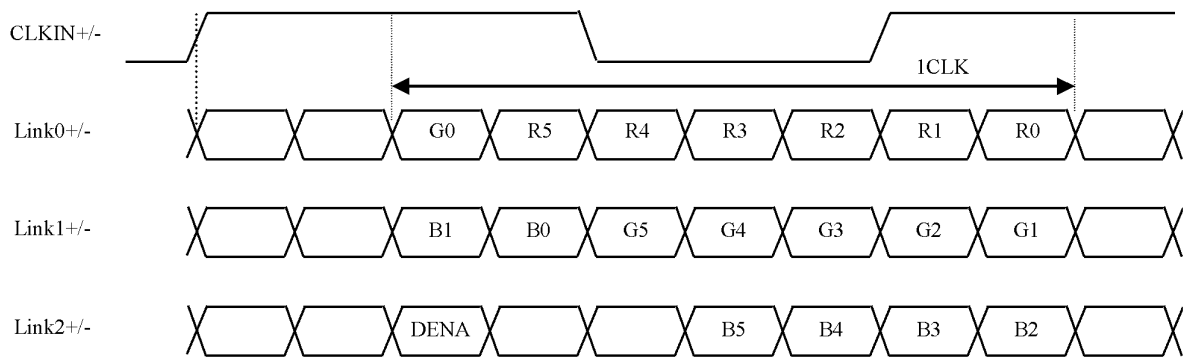 CLKIN+/-
1CLK
Link0+/- G0 R5 R4 R3 R2 R1 R0
Link1+/- B1 B0 G5 G4 G3 G2 G1
Link2+/- DENA B5 B4 B3 B2